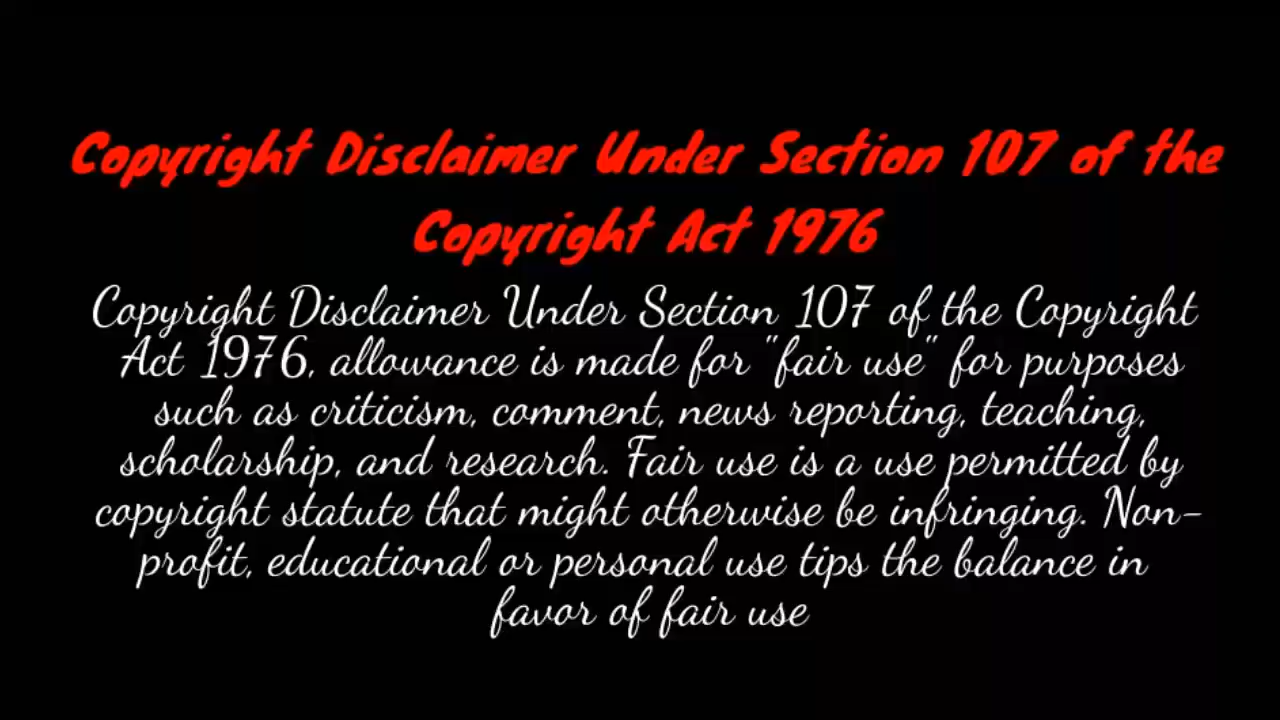 Copyright Disclaimer Under Section 107 of the
Copyright Act 1976
Copyright Disclaimer Under Section 107 of the Copyright
Act 1976, allowance is made for "fair use" for purposes
such as criticism, comment, news reporting, teaching,
scholarship, and research. Fair use is a use permitted by
copyright statute that might otherwise be infringing. Non-
profit, educational or personal use tips the balance in
favor of fair use